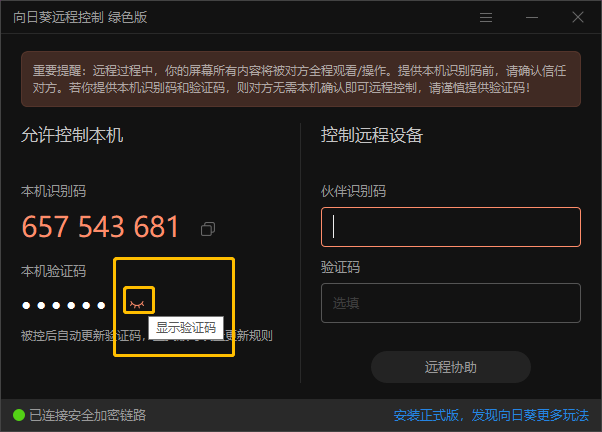 向日葵远程控制 绿色版
重要提醒：远程过程中，你的屏幕所有内容将被对方全程观看/操作。提供本机识别码前，请确认信任
对方。若你提供本机识别码和验证码，则对方无需本机确认即可远程控制，请谨慎提供验证码！
允许控制本机
本机识别码
657 543 681
本机验证码
显示验证码
被控后自动更新验证码，
更新规则
控制远程设备
伙伴识别码
验证码
选填
远程协助
已连接安全加密链路
安装正式版，发现向日葵更多玩法